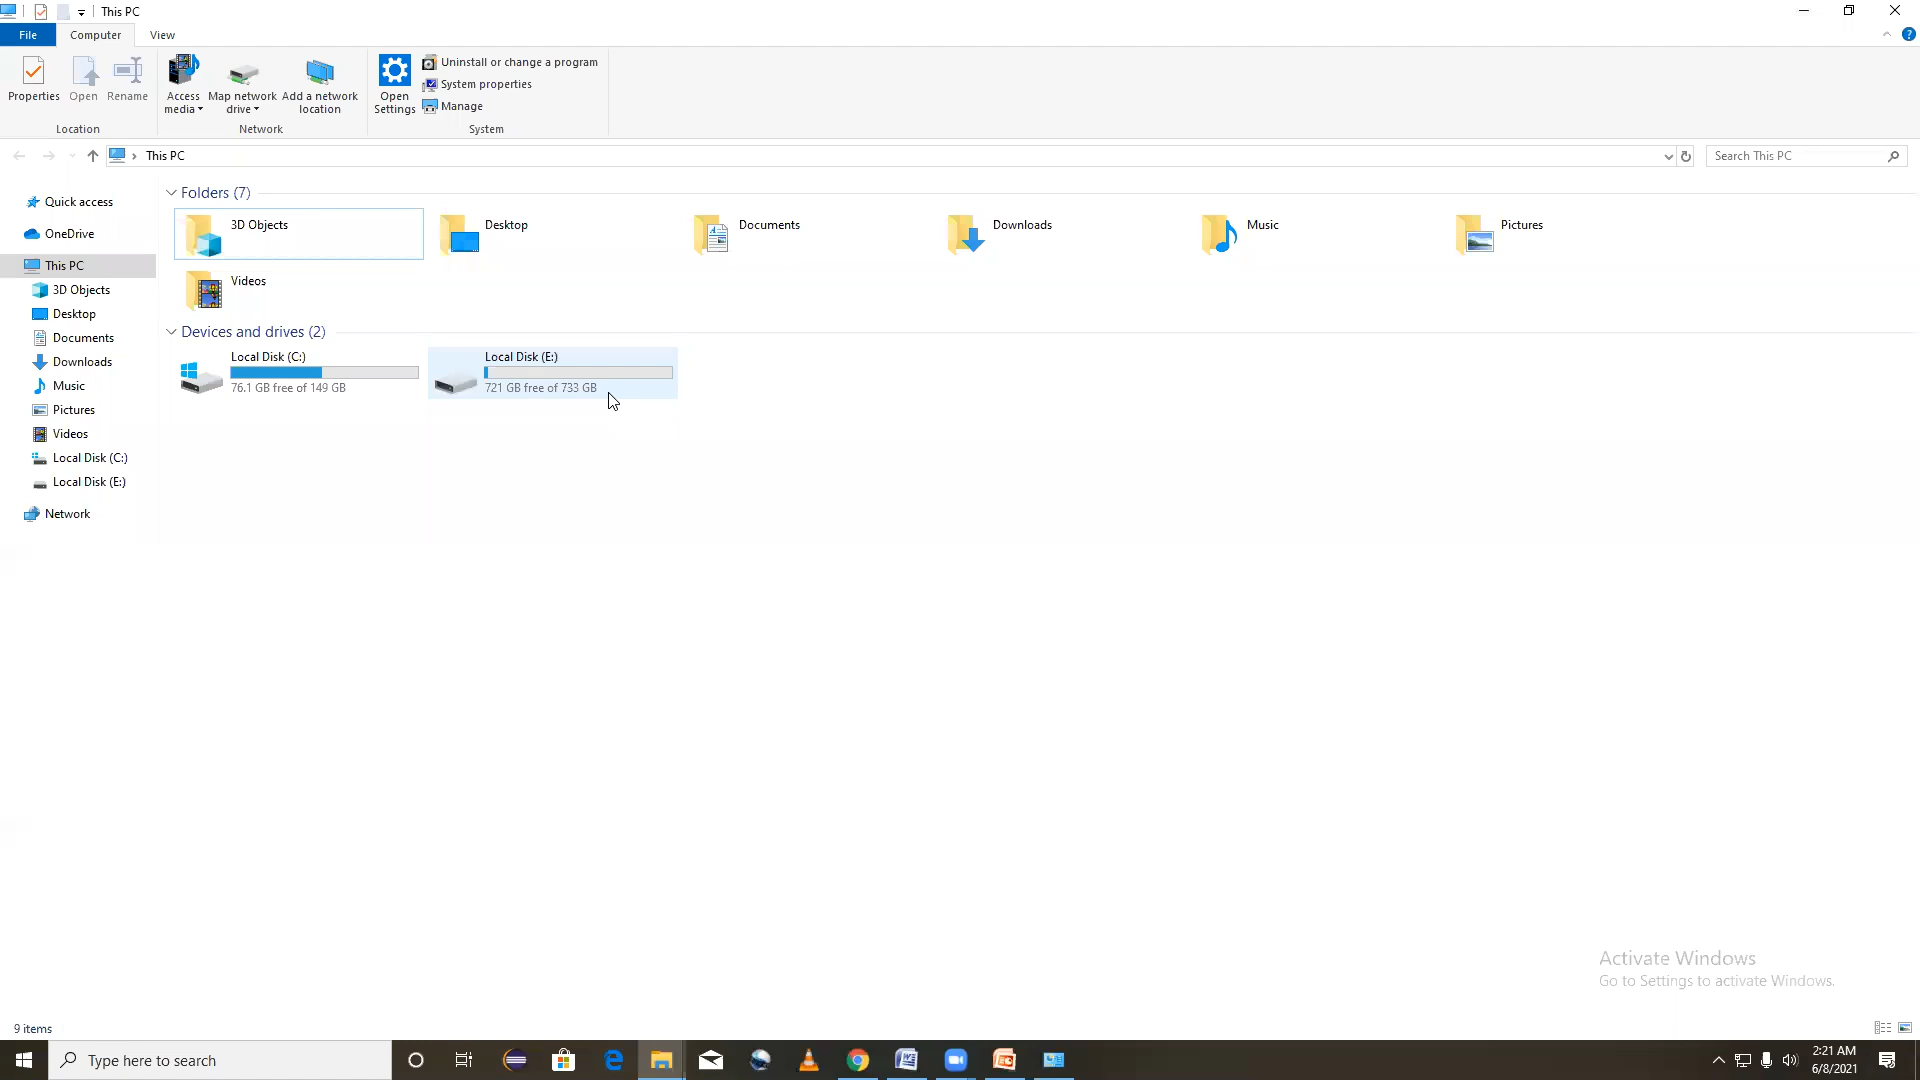 This PC
File Computer View
Properties Open Rename Access media Map network drive Add a network location Open Settings Uninstall or change a program
System properties
Manage
Location Network System
This PC Search This PC
Quick access
OneDrive
This PC
3D Objects
Desktop
Documents
Downloads
Music
Pictures
Videos
Local Disk (C:)
Local Disk (E:)
Network
Folders (7)
3D Objects Desktop Documents Downloads Music Pictures
Videos
Devices and drives (2)
Local Disk (C:)
76.1 GB free of 149 GB
Local Disk (E:)
721 GB free of 733 GB
Activate Windows
Go to Settings to activate Windows.
9 items
Type here to search
2:21 AM
6/8/2021